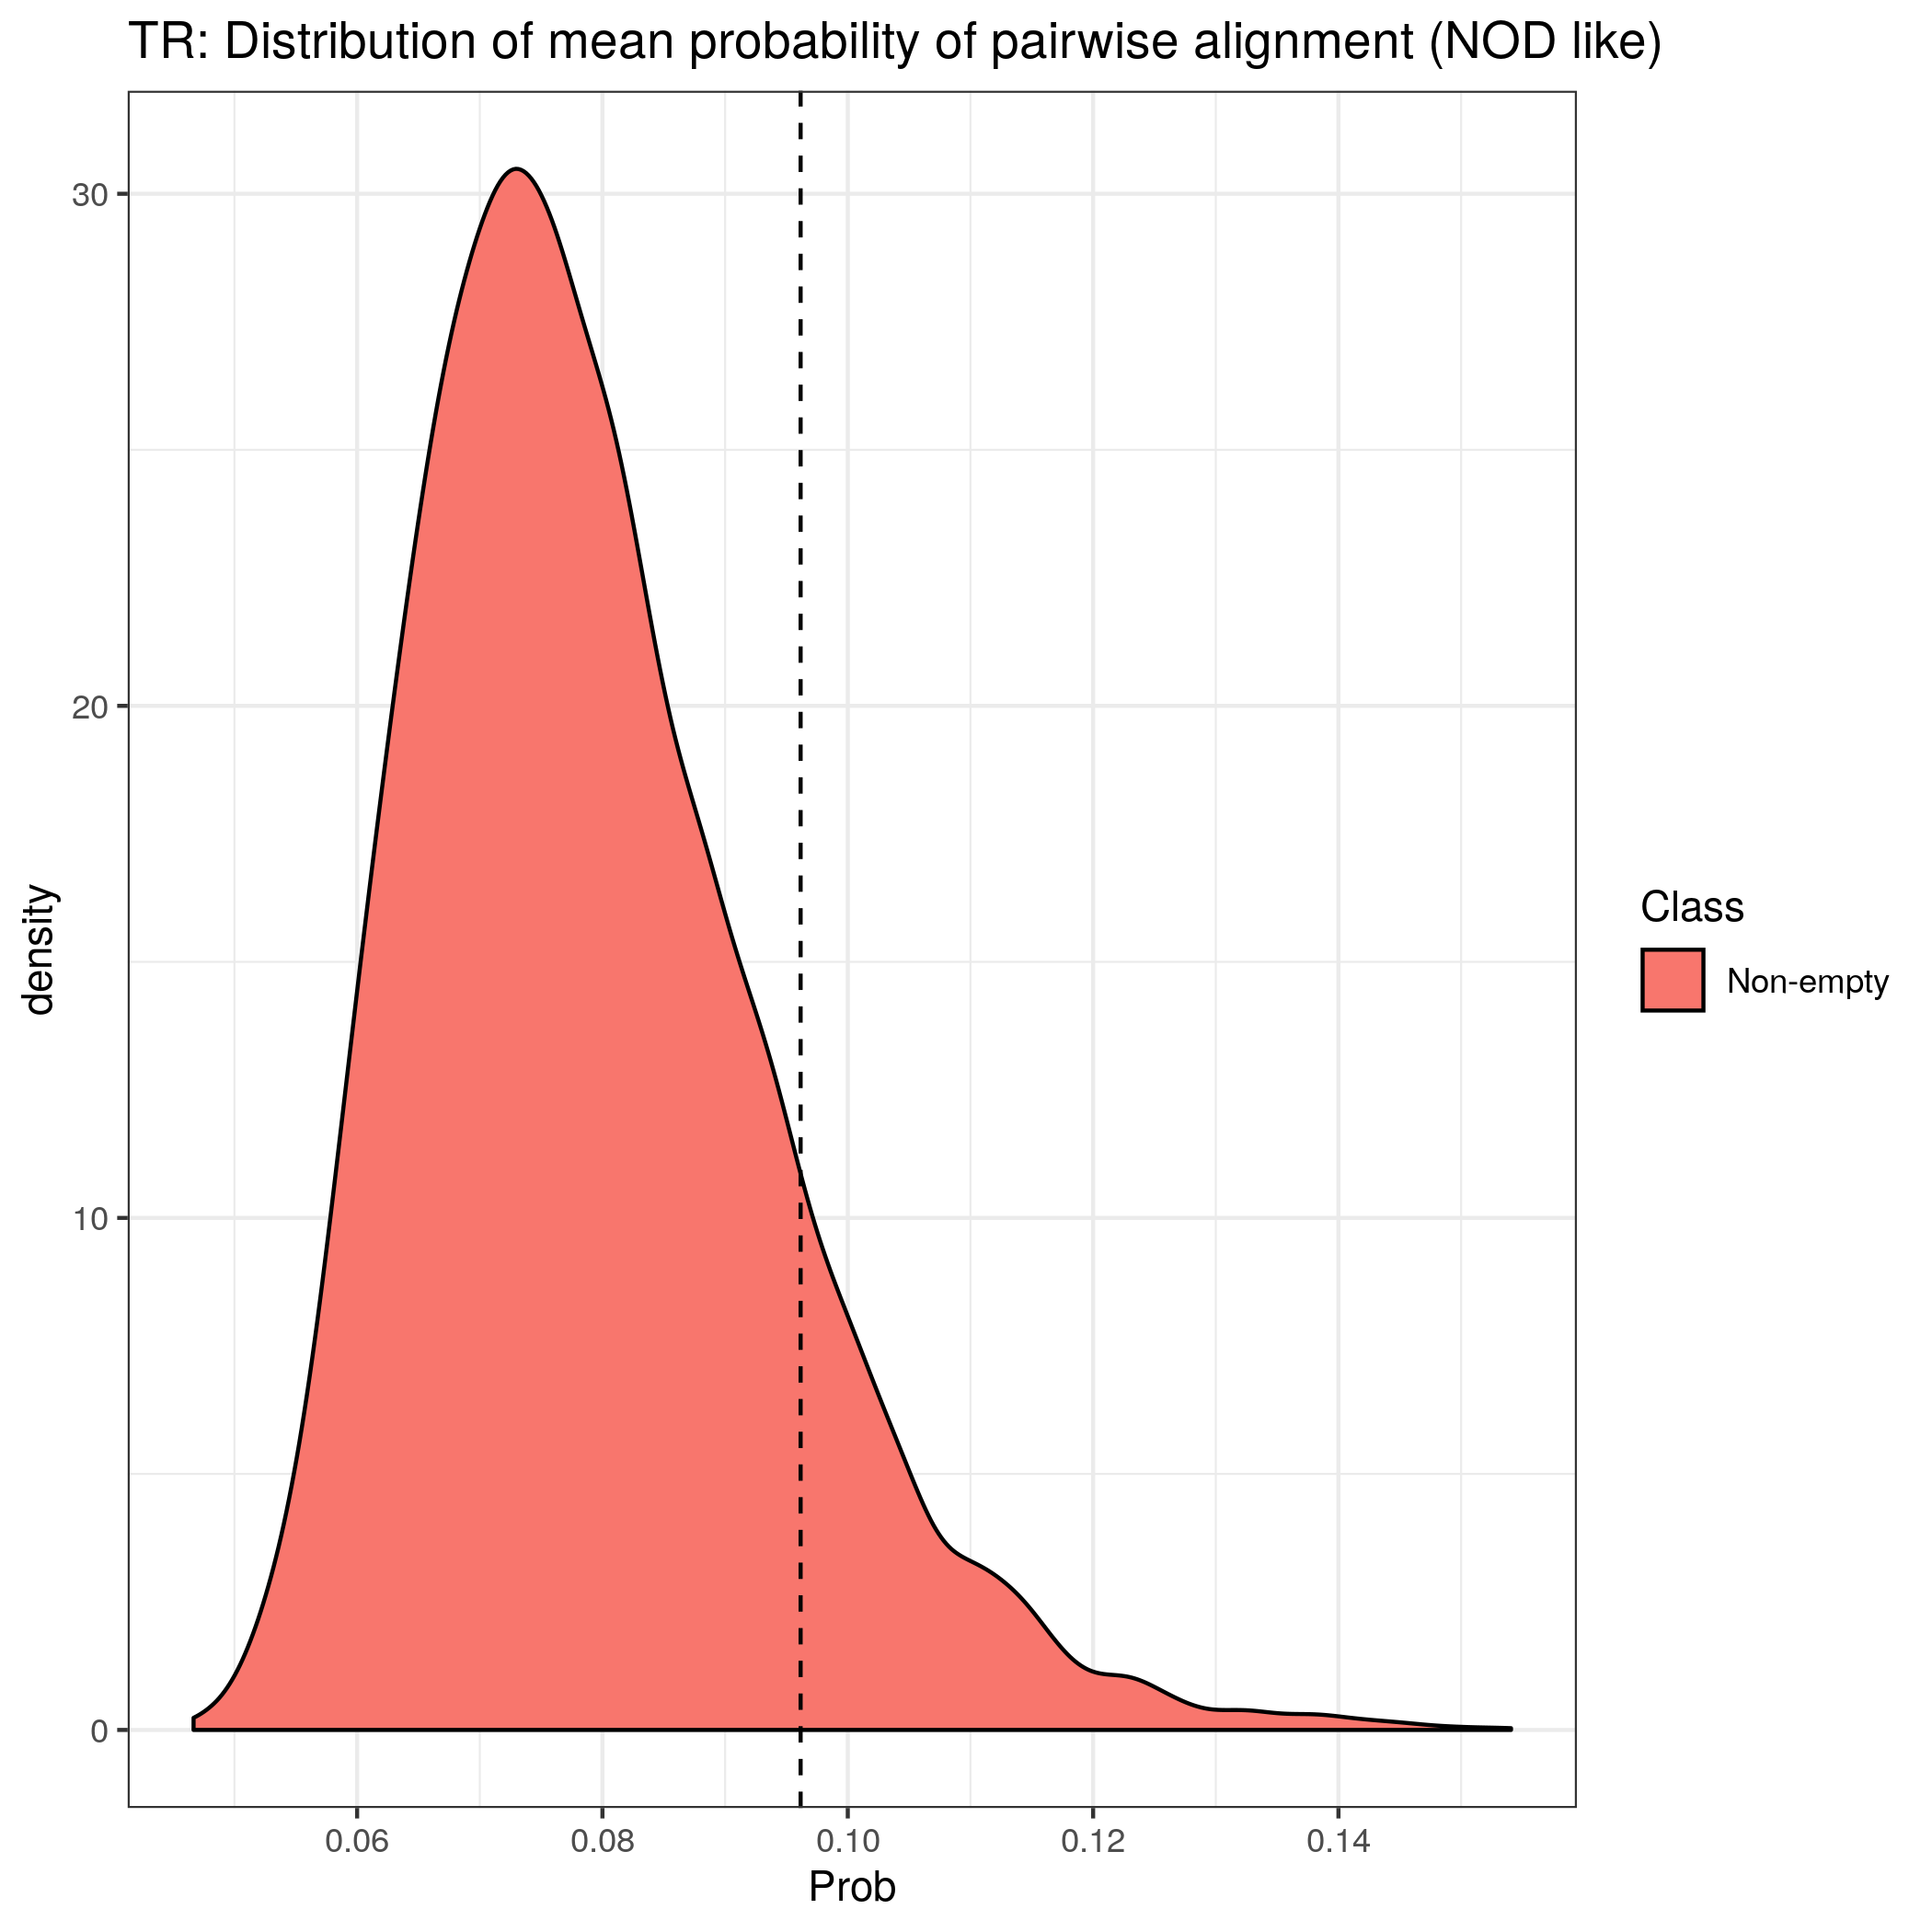 TR: Distribution of mean probability of pairwise alignment (NOD like)
30
20
10
0
density
0.06
0.08
0.10
0.12
0.14
Prob
Class
Non-empty